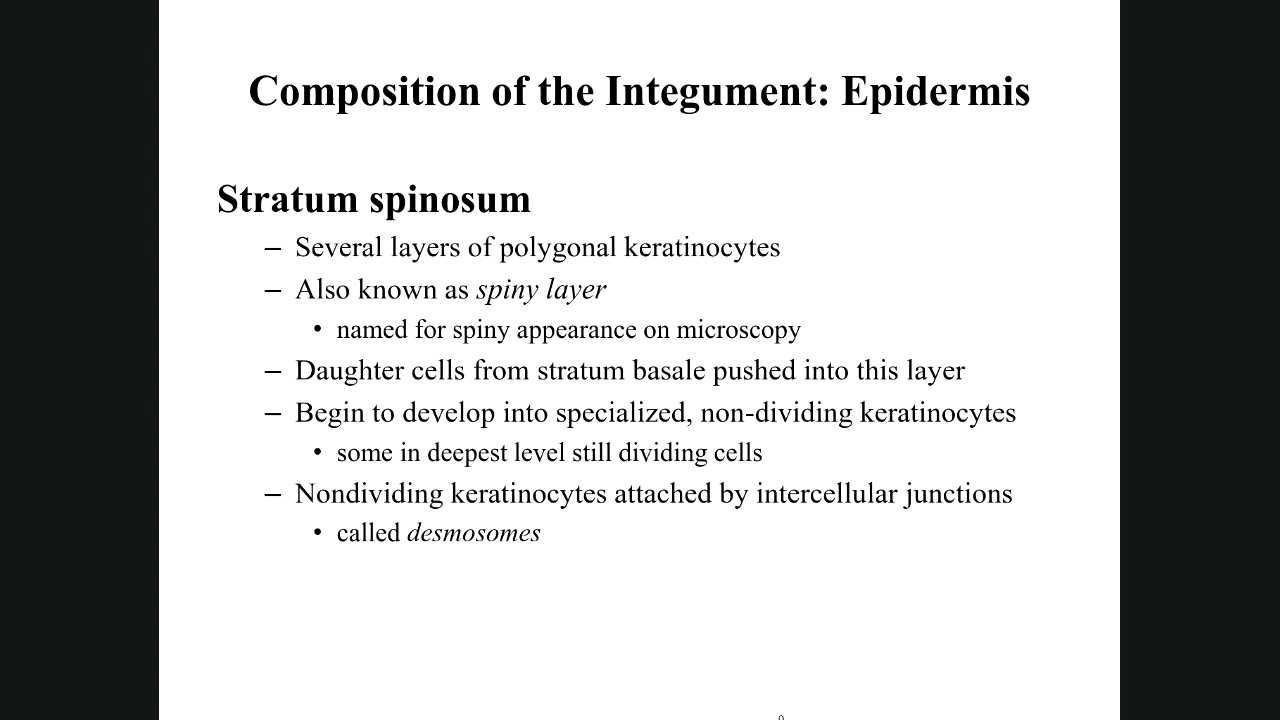 Composition of the Integument: Epidermis
Stratum spinosum
– Several layers of polygonal keratinocytes
– Also known as spiny layer
• named for spiny appearance on microscopy
– Daughter cells from stratum basale pushed into this layer
– Begin to develop into specialized, non-dividing keratinocytes
• some in deepest level still dividing cells
– Nondividing keratinocytes attached by intercellular junctions
• called desmosomes